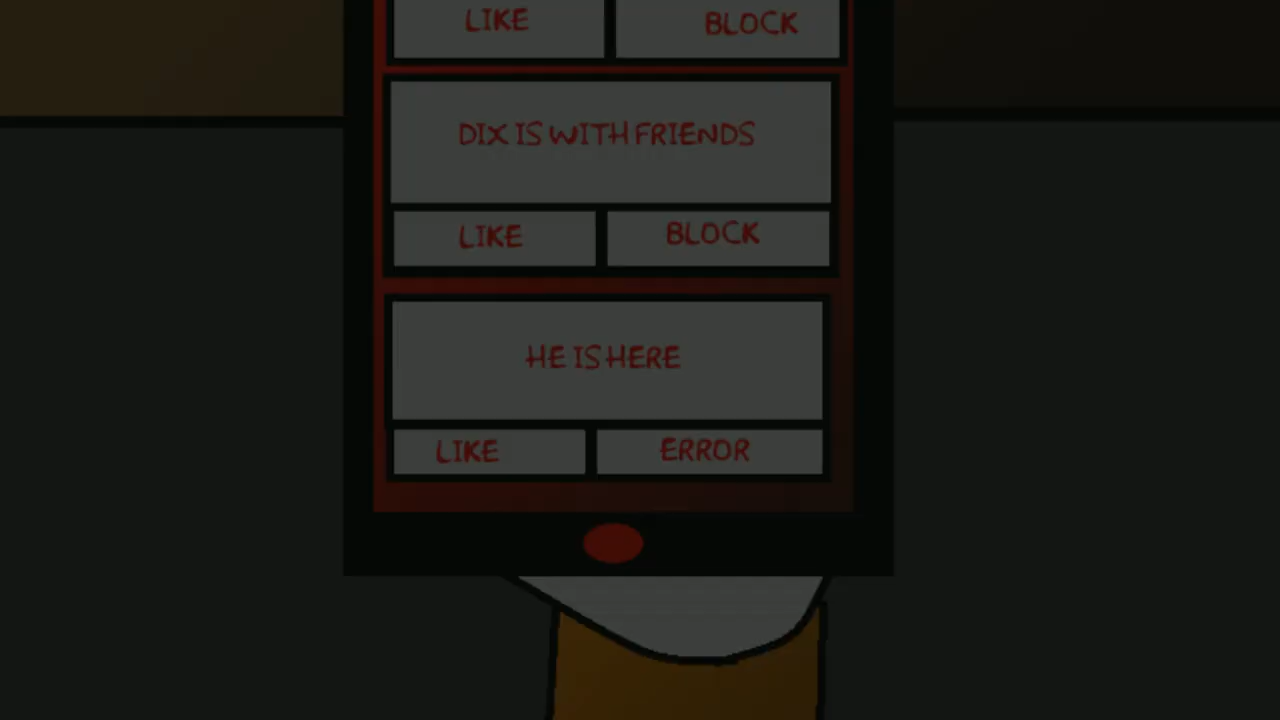 LIKE BLOCK
DIX IS WITH FRIENDS
LIKE BLOCK
HE IS HERE
LIKE ERROR